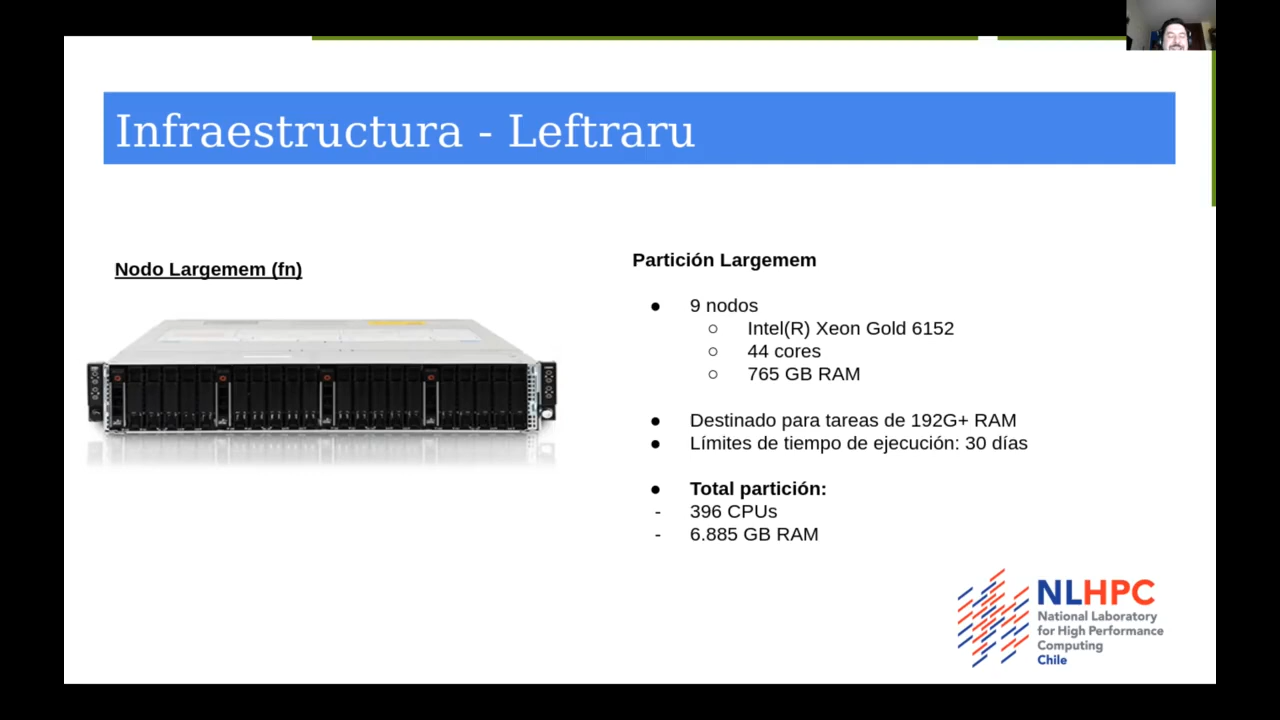 Infraestructura - Leftraru
Nodo Largemem (fn)
Partición Largemem
● 9 nodos
○ Intel(R) Xeon Gold 6152
○ 44 cores
○ 765 GB RAM
● Destinado para tareas de 192G+ RAM
● Límites de tiempo de ejecución: 30 días
● Total partición:
- 396 CPUs
- 6.885 GB RAM
NLHPC
National Laboratory
for High Performance
Computing
Chile